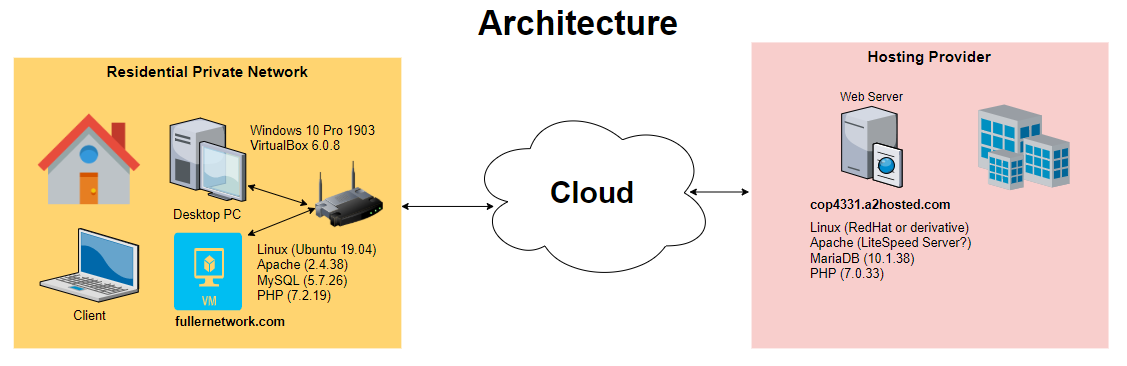 Architecture
Residential Private Network
Windows 10 Pro 1903
VirtualBox 6.0.8
Desktop PC
Linux (Ubuntu 19.04)
Apache (2.4.38)
MySQL (5.7.26)
PHP (7.2.19)
VM
Client
fullernetwork.com
Cloud
Hosting Provider
Web Server
cop4331.a2hosted.com
Linux (RedHat or derivative)
Apache (LiteSpeed Server?)
MariaDB (10.1.38)
PHP (7.0.33)